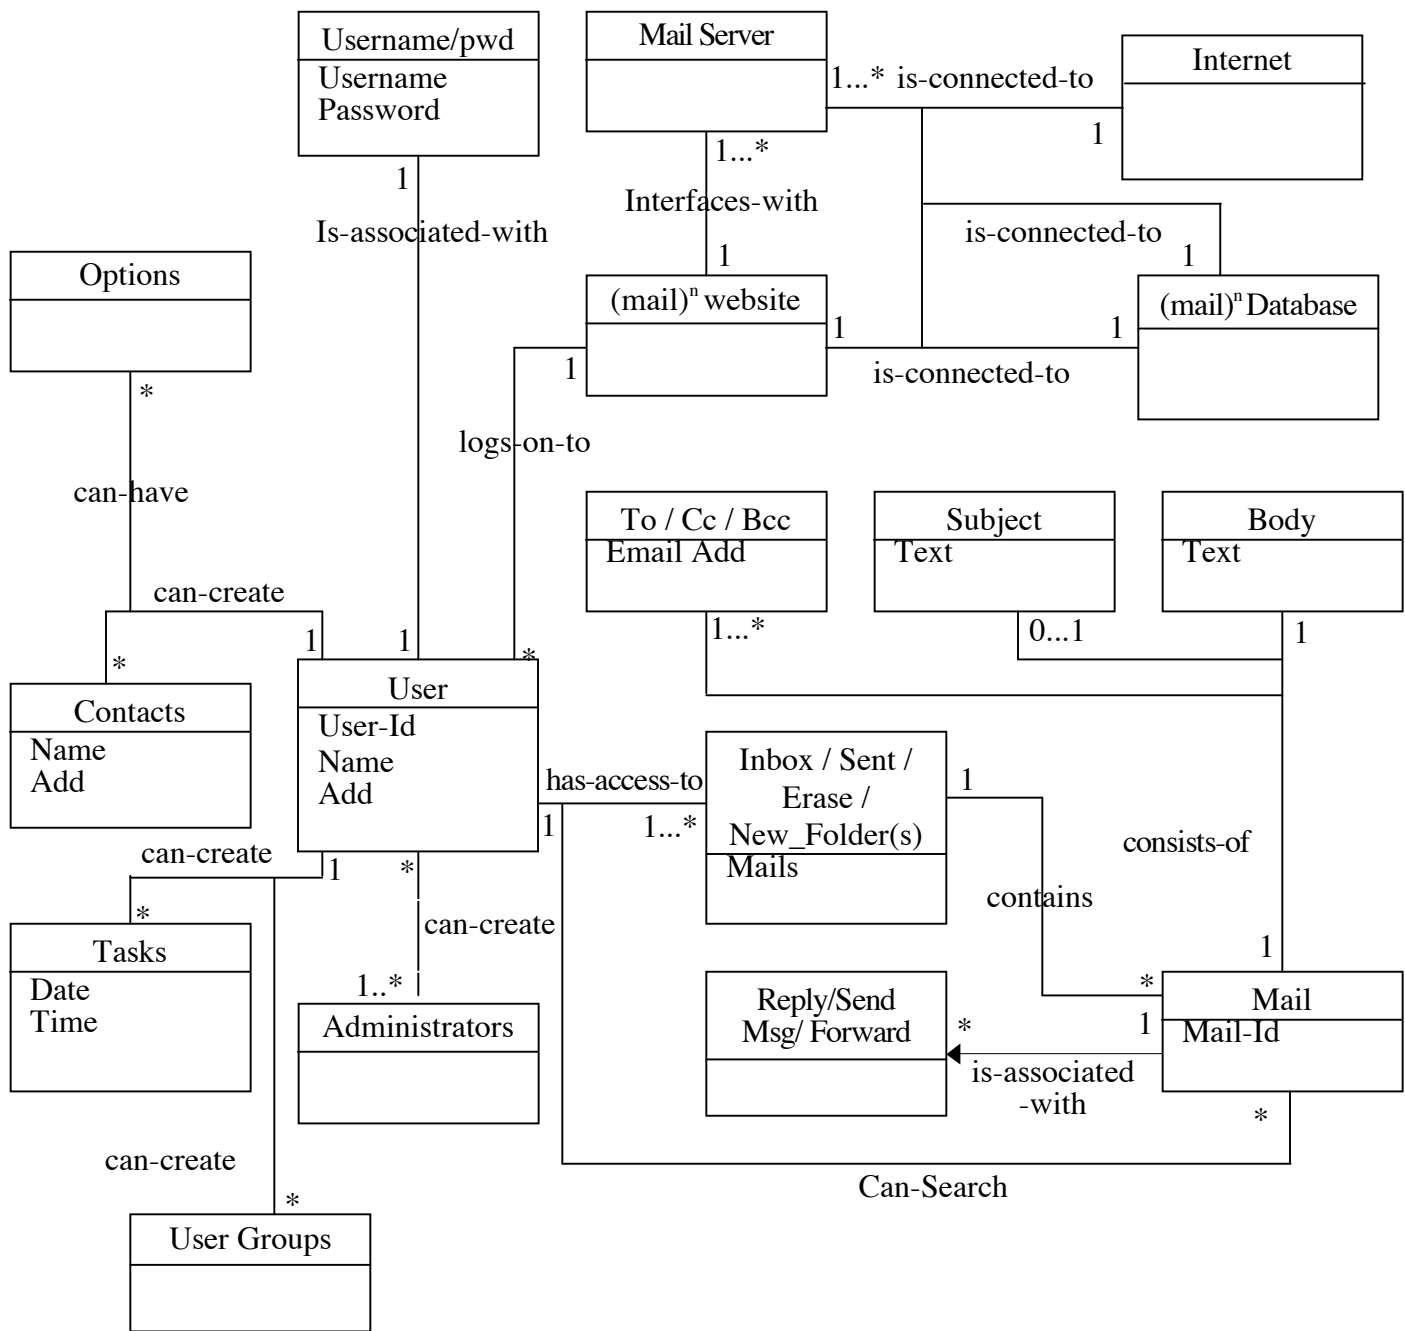 Username/pwd
Username
Password
1
Is-associated-with
Mail Server
1...* is-connected-to
1
Internet
1...*
Interfaces-with
1
is-connected-to
1
Options
*
can-have
(mail)ⁿ website
1
1
1
is-connected-to
(mail)ⁿ Database
logs-on-to
To / Cc / Bcc
Email Add
1...*
Subject
Text
0...1
Body
Text
1
can-create
1
1
*
*
Contacts
Name
Add
User
User-Id
Name
Add
has-access-to
1
1...*
Inbox / Sent /
Erase /
New_Folder(s)
Mails
1
contains
consists-of
1
*
can-create
1
*
*
can-create
1..*
Tasks
Date
Time
Administrators
Reply/Send
Msg/ Forward
*
1
is-associated
-with
Mail
Mail-Id
*
can-create
*
Can-Search
User Groups